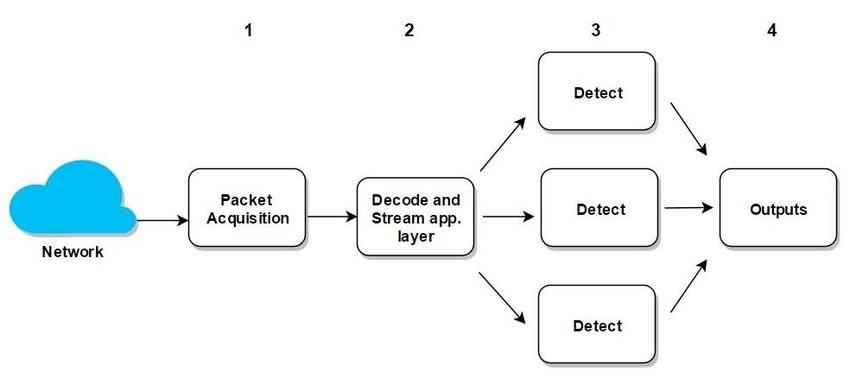 1
2
3
4
Network
Packet
Acquisition
Decode and
Stream app.
layer
Detect
Detect
Detect
Outputs